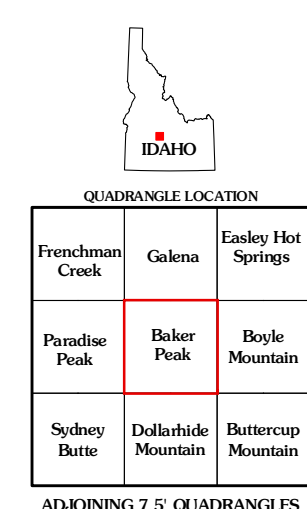 IDAHO
QUADRANGLE LOCATION
Frenchman
Creek
Galena
Easley Hot
Springs
Paradise
Peak
Baker
Peak
Boyle
Mountain
Sydney
Butte
Dollarhide
Mountain
Buttercup
Mountain
ADJOINING 7.5' QUADRANGLES